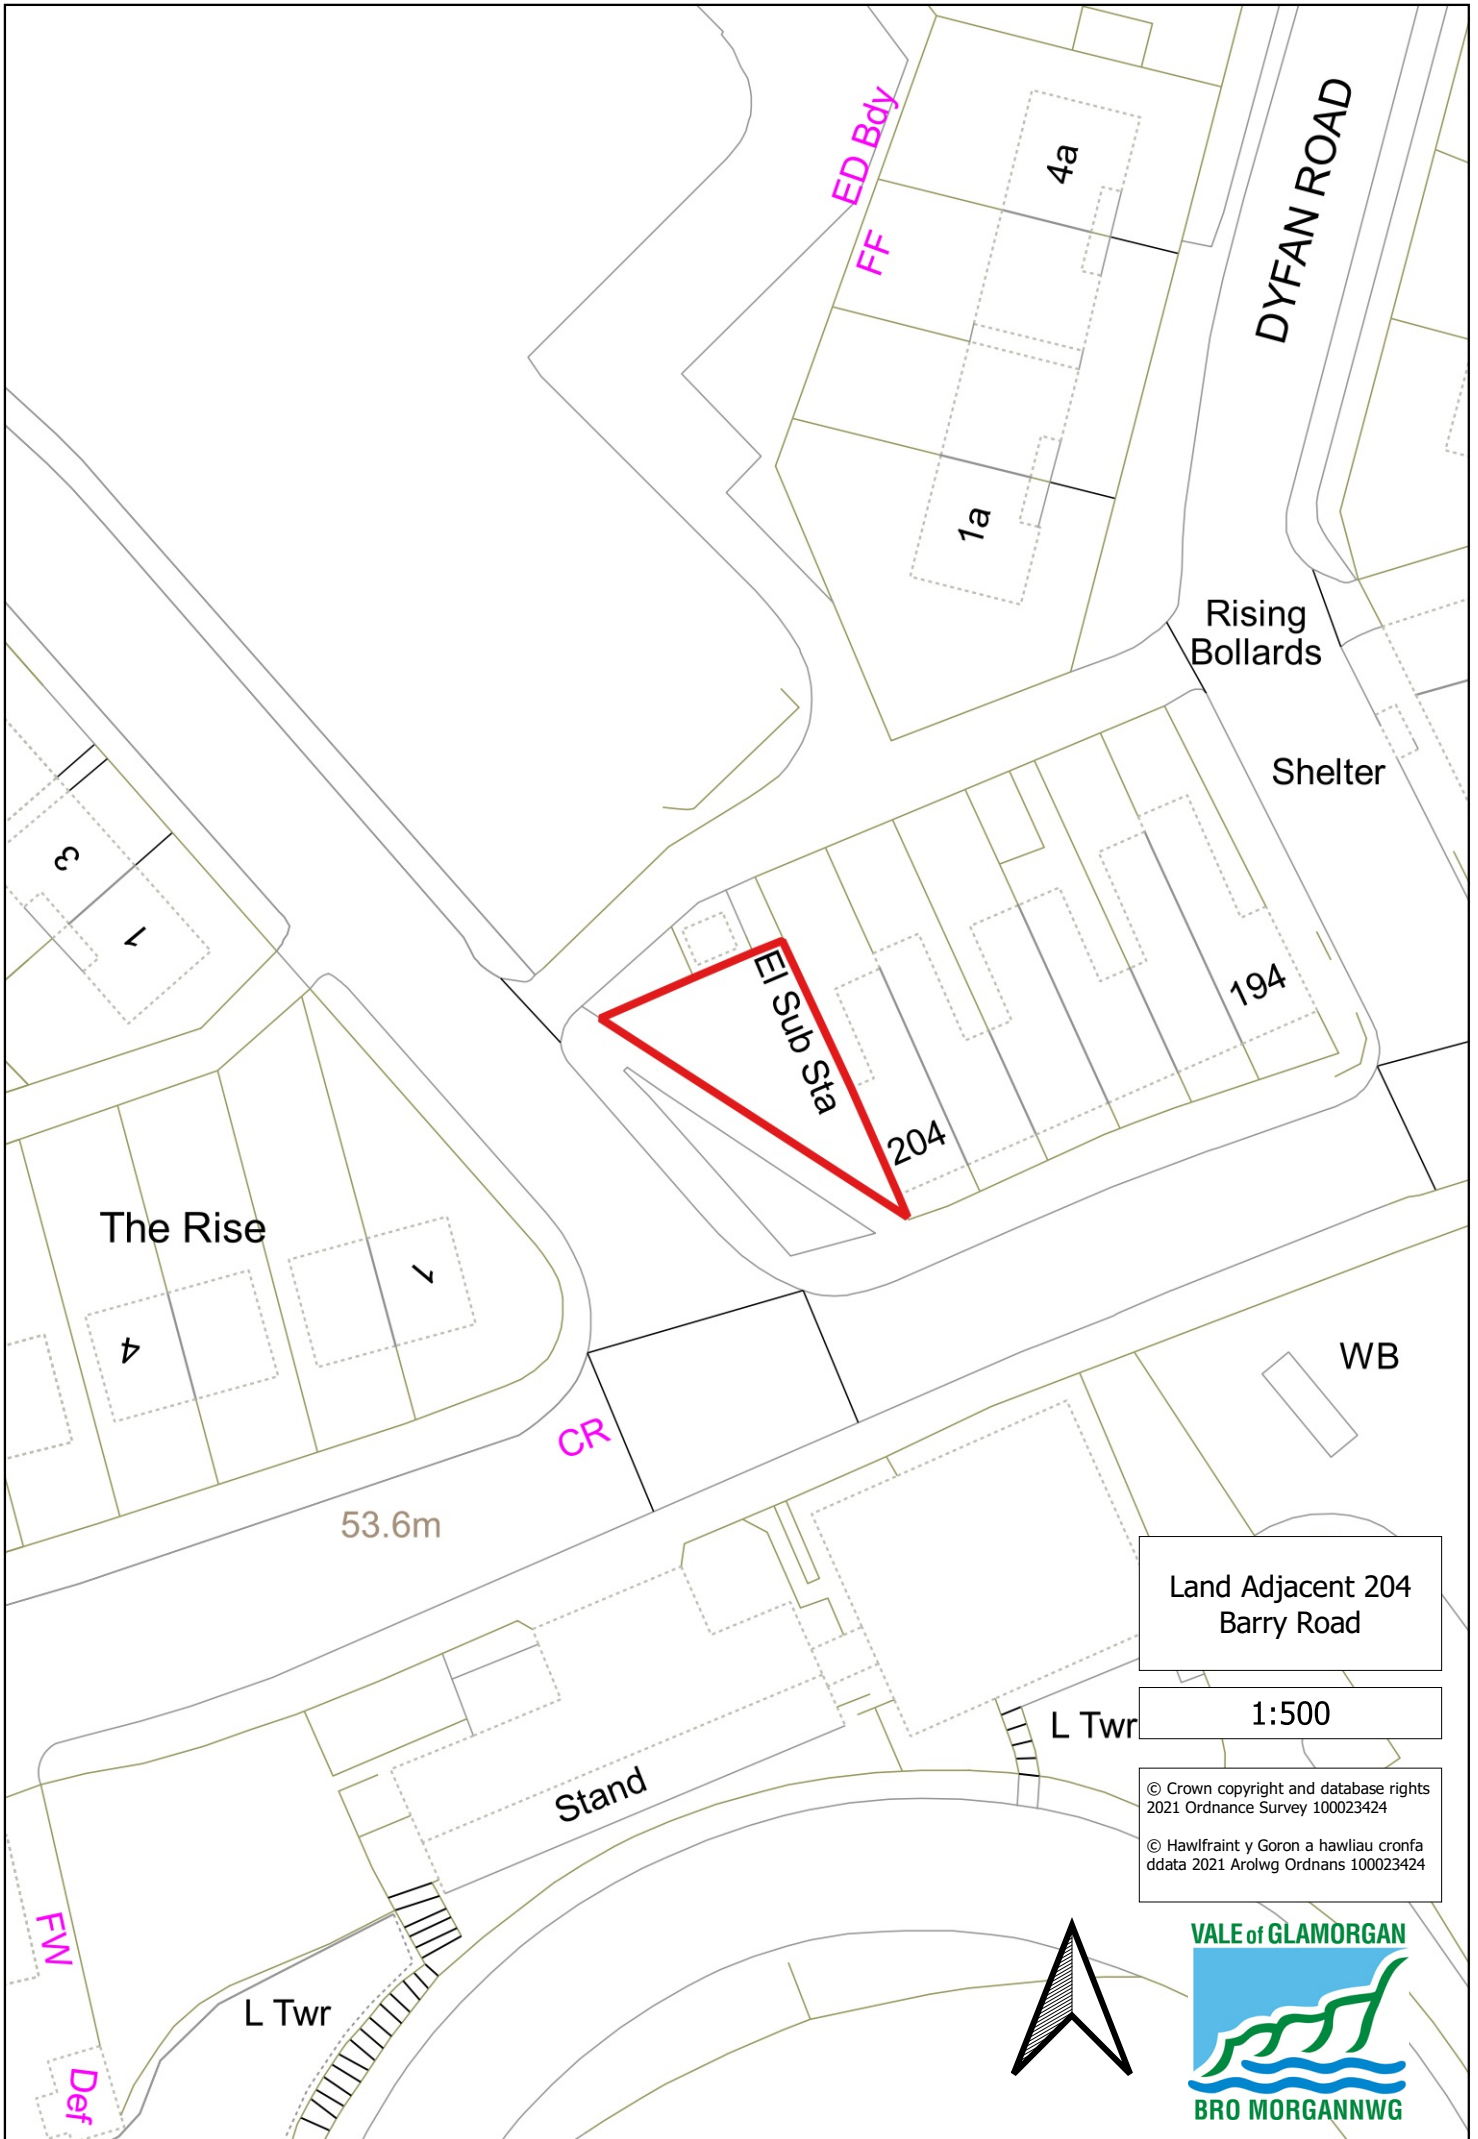 ED Bdy
FF
4a
DYFAN ROAD
1a
Rising
Bollards
Shelter
3
1
El Sub Sta
194
204
The Rise
1
4
WB
CR
53.6m
Land Adjacent 204
Barry Road
1:500
L Twr
Stand
© Crown copyright and database rights
2021 Ordnance Survey 100023424
© Hawlfraint y Goron a hawliau cronfa
ddata 2021 Arolwg Ordnans 100023424
FW
L Twr
Def
VALE of GLAMORGAN
BRO MORGANNWG